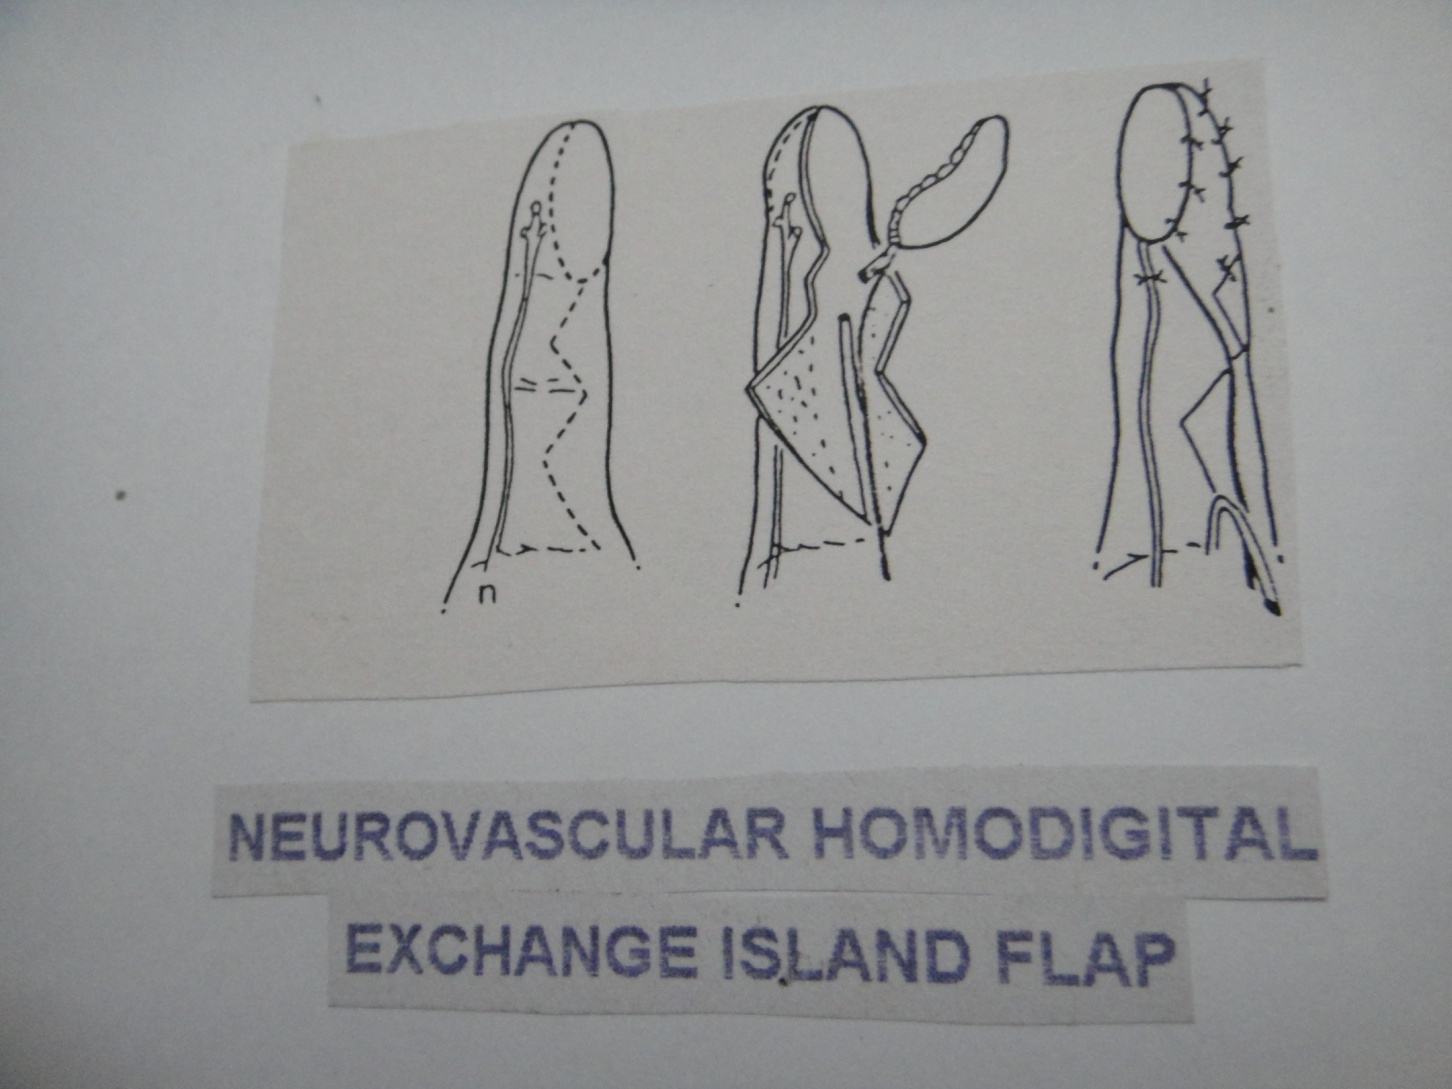 n
NEUROVASCULAR HOMODIGITAL
EXCHANGE ISLAND FLAP